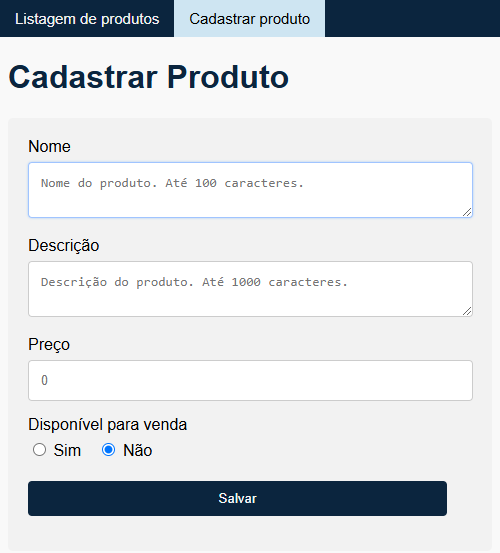 Listagem de produtos Cadastrar produto
Cadastrar Produto
Nome
Nome do produto. Até 100 caracteres.
Descrição
Descrição do produto. Até 1000 caracteres.
Preço
0
Disponível para venda
Sim Não
Salvar